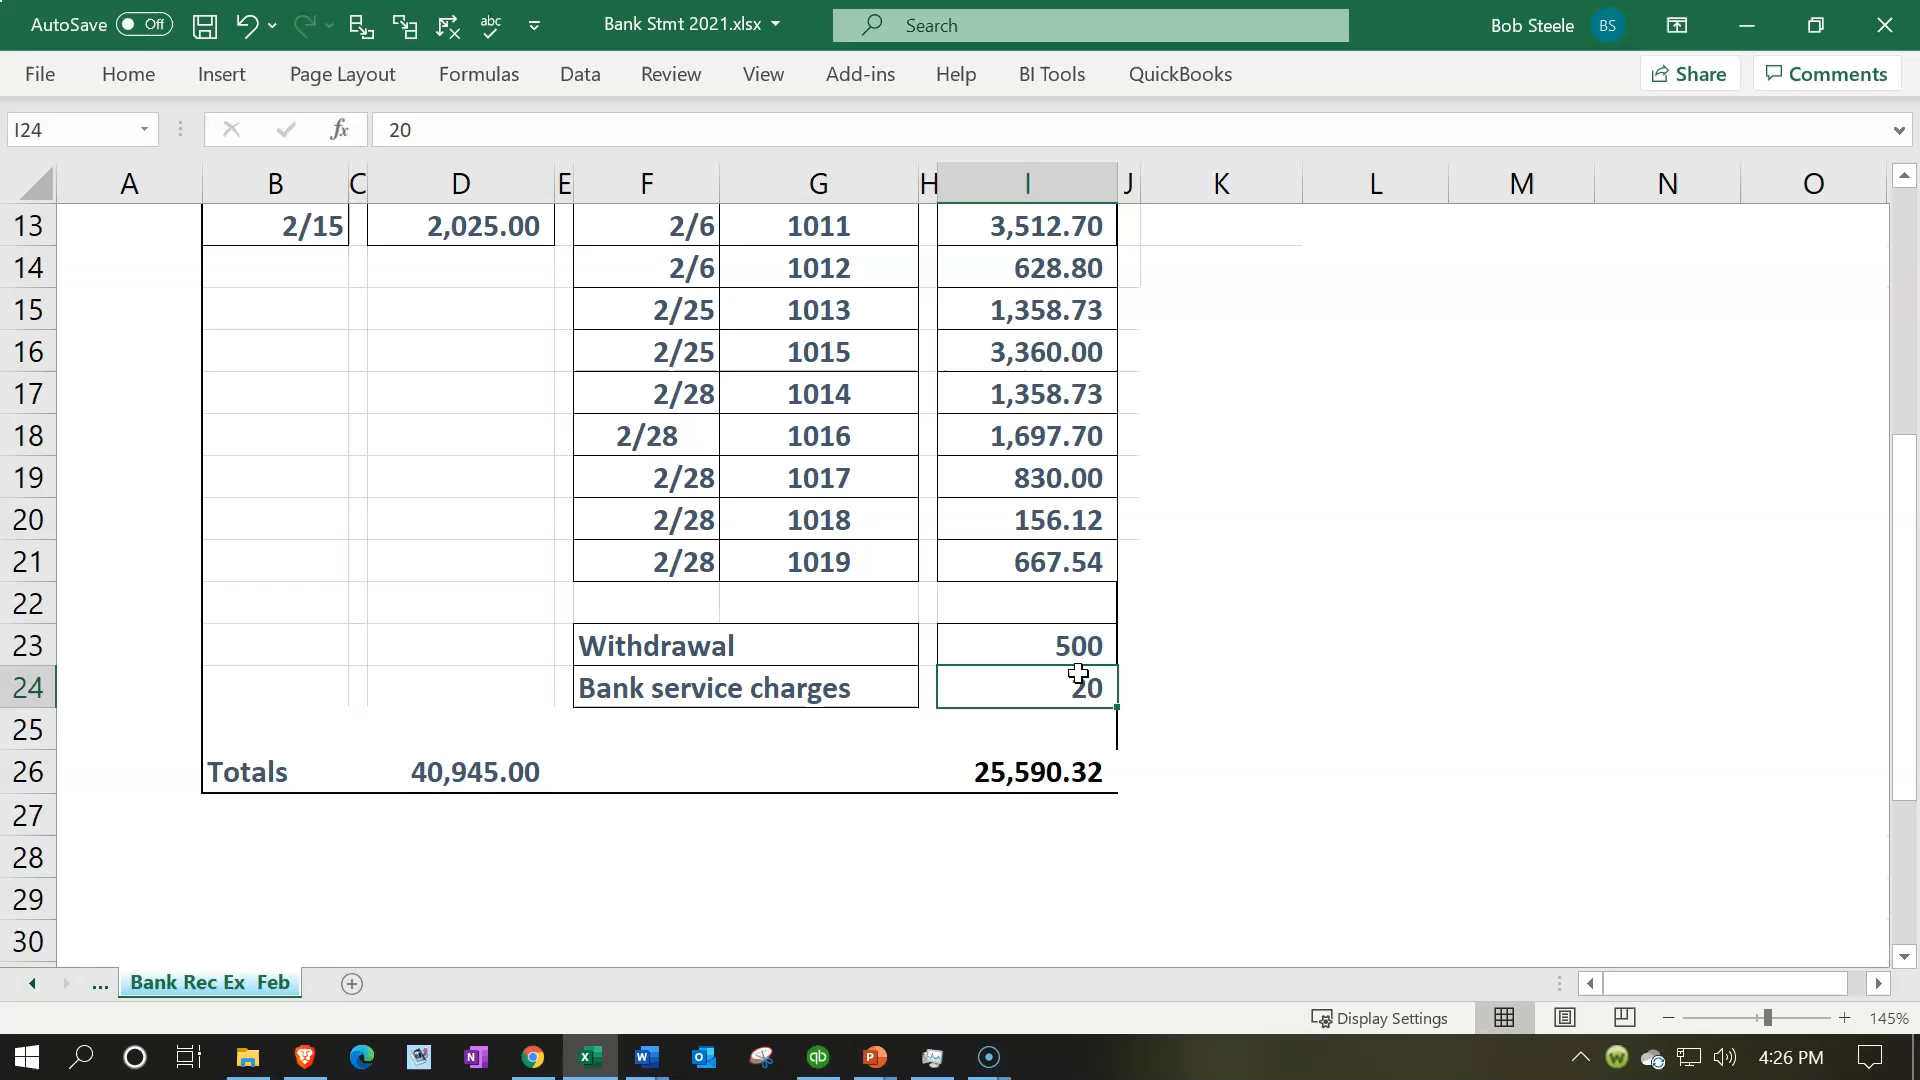 AutoSave Off Bank Stmt 2021.xlsx Search Bob Steele BS
File Home Insert Page Layout Formulas Data Review View Add-ins Help BI Tools QuickBooks Share Comments
I24 fx 20
A B C D E F G H I J K L M N O
13 2/15 2,025.00 2/6 1011 3,512.70
14 2/6 1012 628.80
15 2/25 1013 1,358.73
16 2/25 1015 3,360.00
17 2/28 1014 1,358.73
18 2/28 1016 1,697.70
19 2/28 1017 830.00
20 2/28 1018 156.12
21 2/28 1019 667.54
22
23 Withdrawal 500
24 Bank service charges 20
25
26 Totals 40,945.00 25,590.32
27
28
29
30
... Bank Rec Ex Feb
Display Settings 145%
4:26 PM